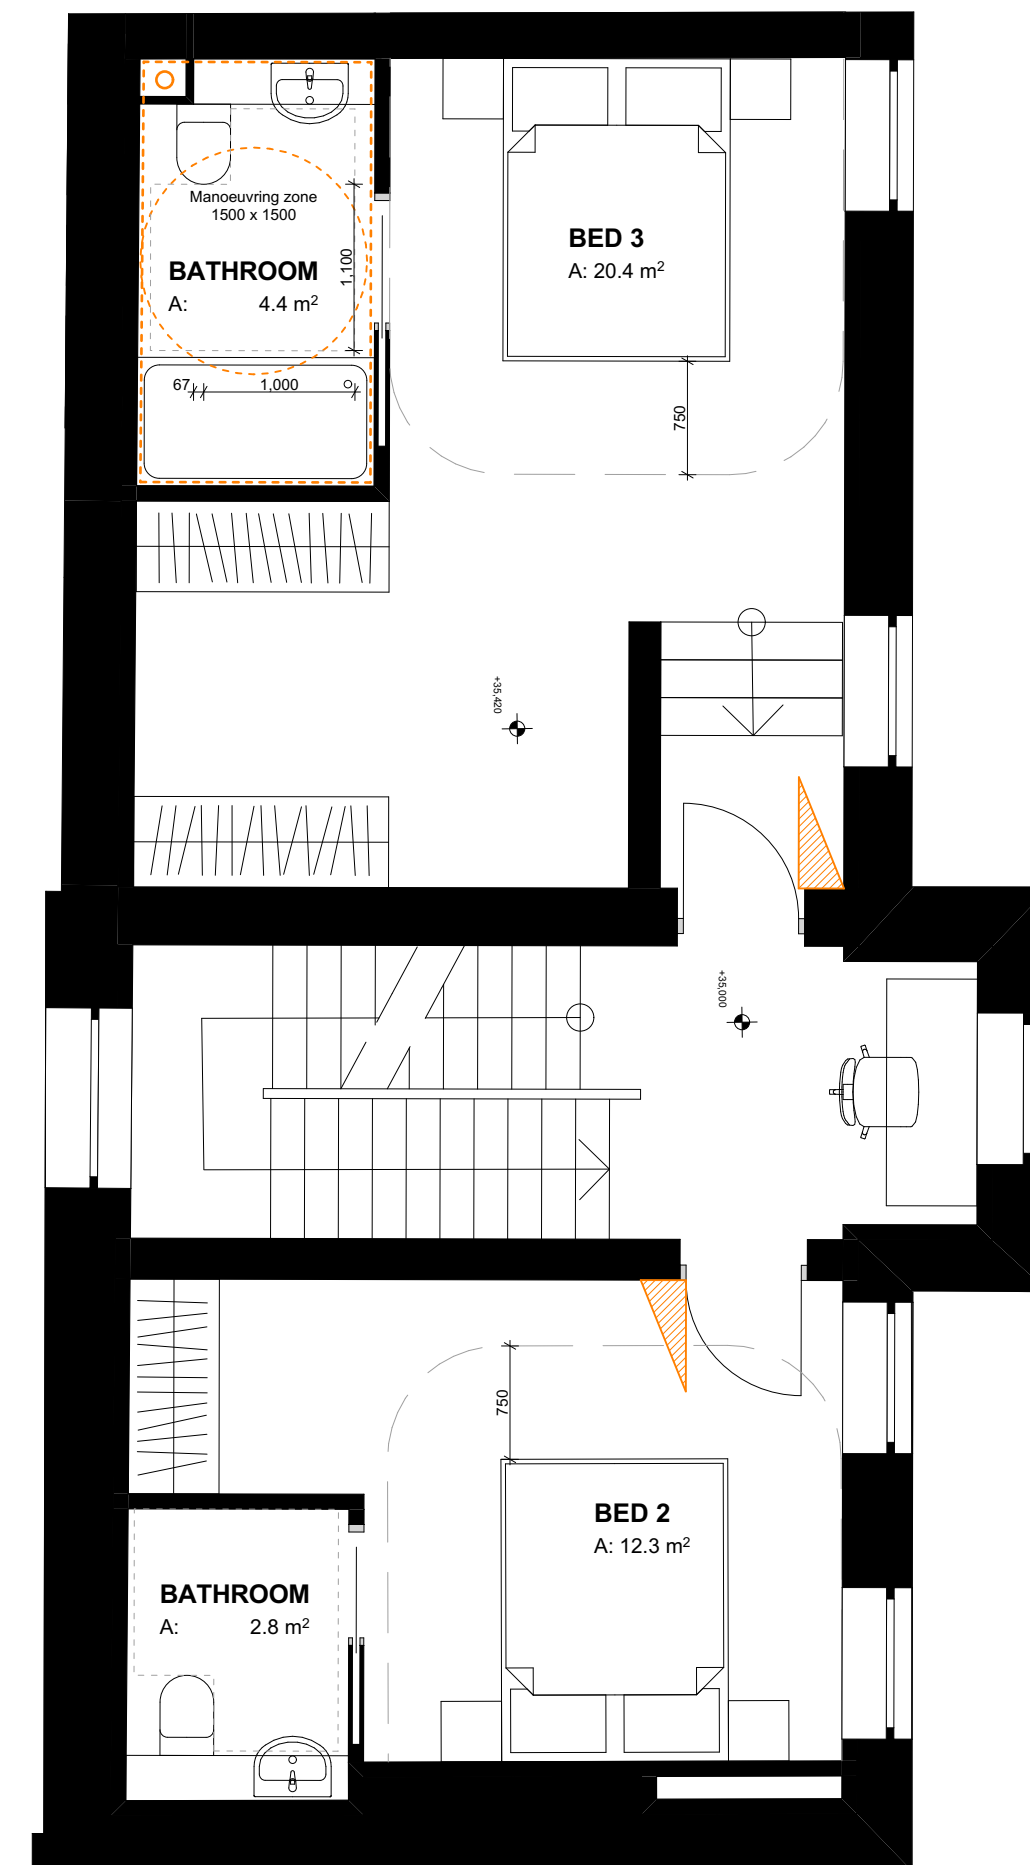 Manoeuvring zone
1500 x 1500
BATHROOM
A: 4.4 m²
1,100
67
1,000
BED 3
A: 20.4 m²
750
+35,420
+35,000
750
BED 2
A: 12.3 m²
BATHROOM
A: 2.8 m²